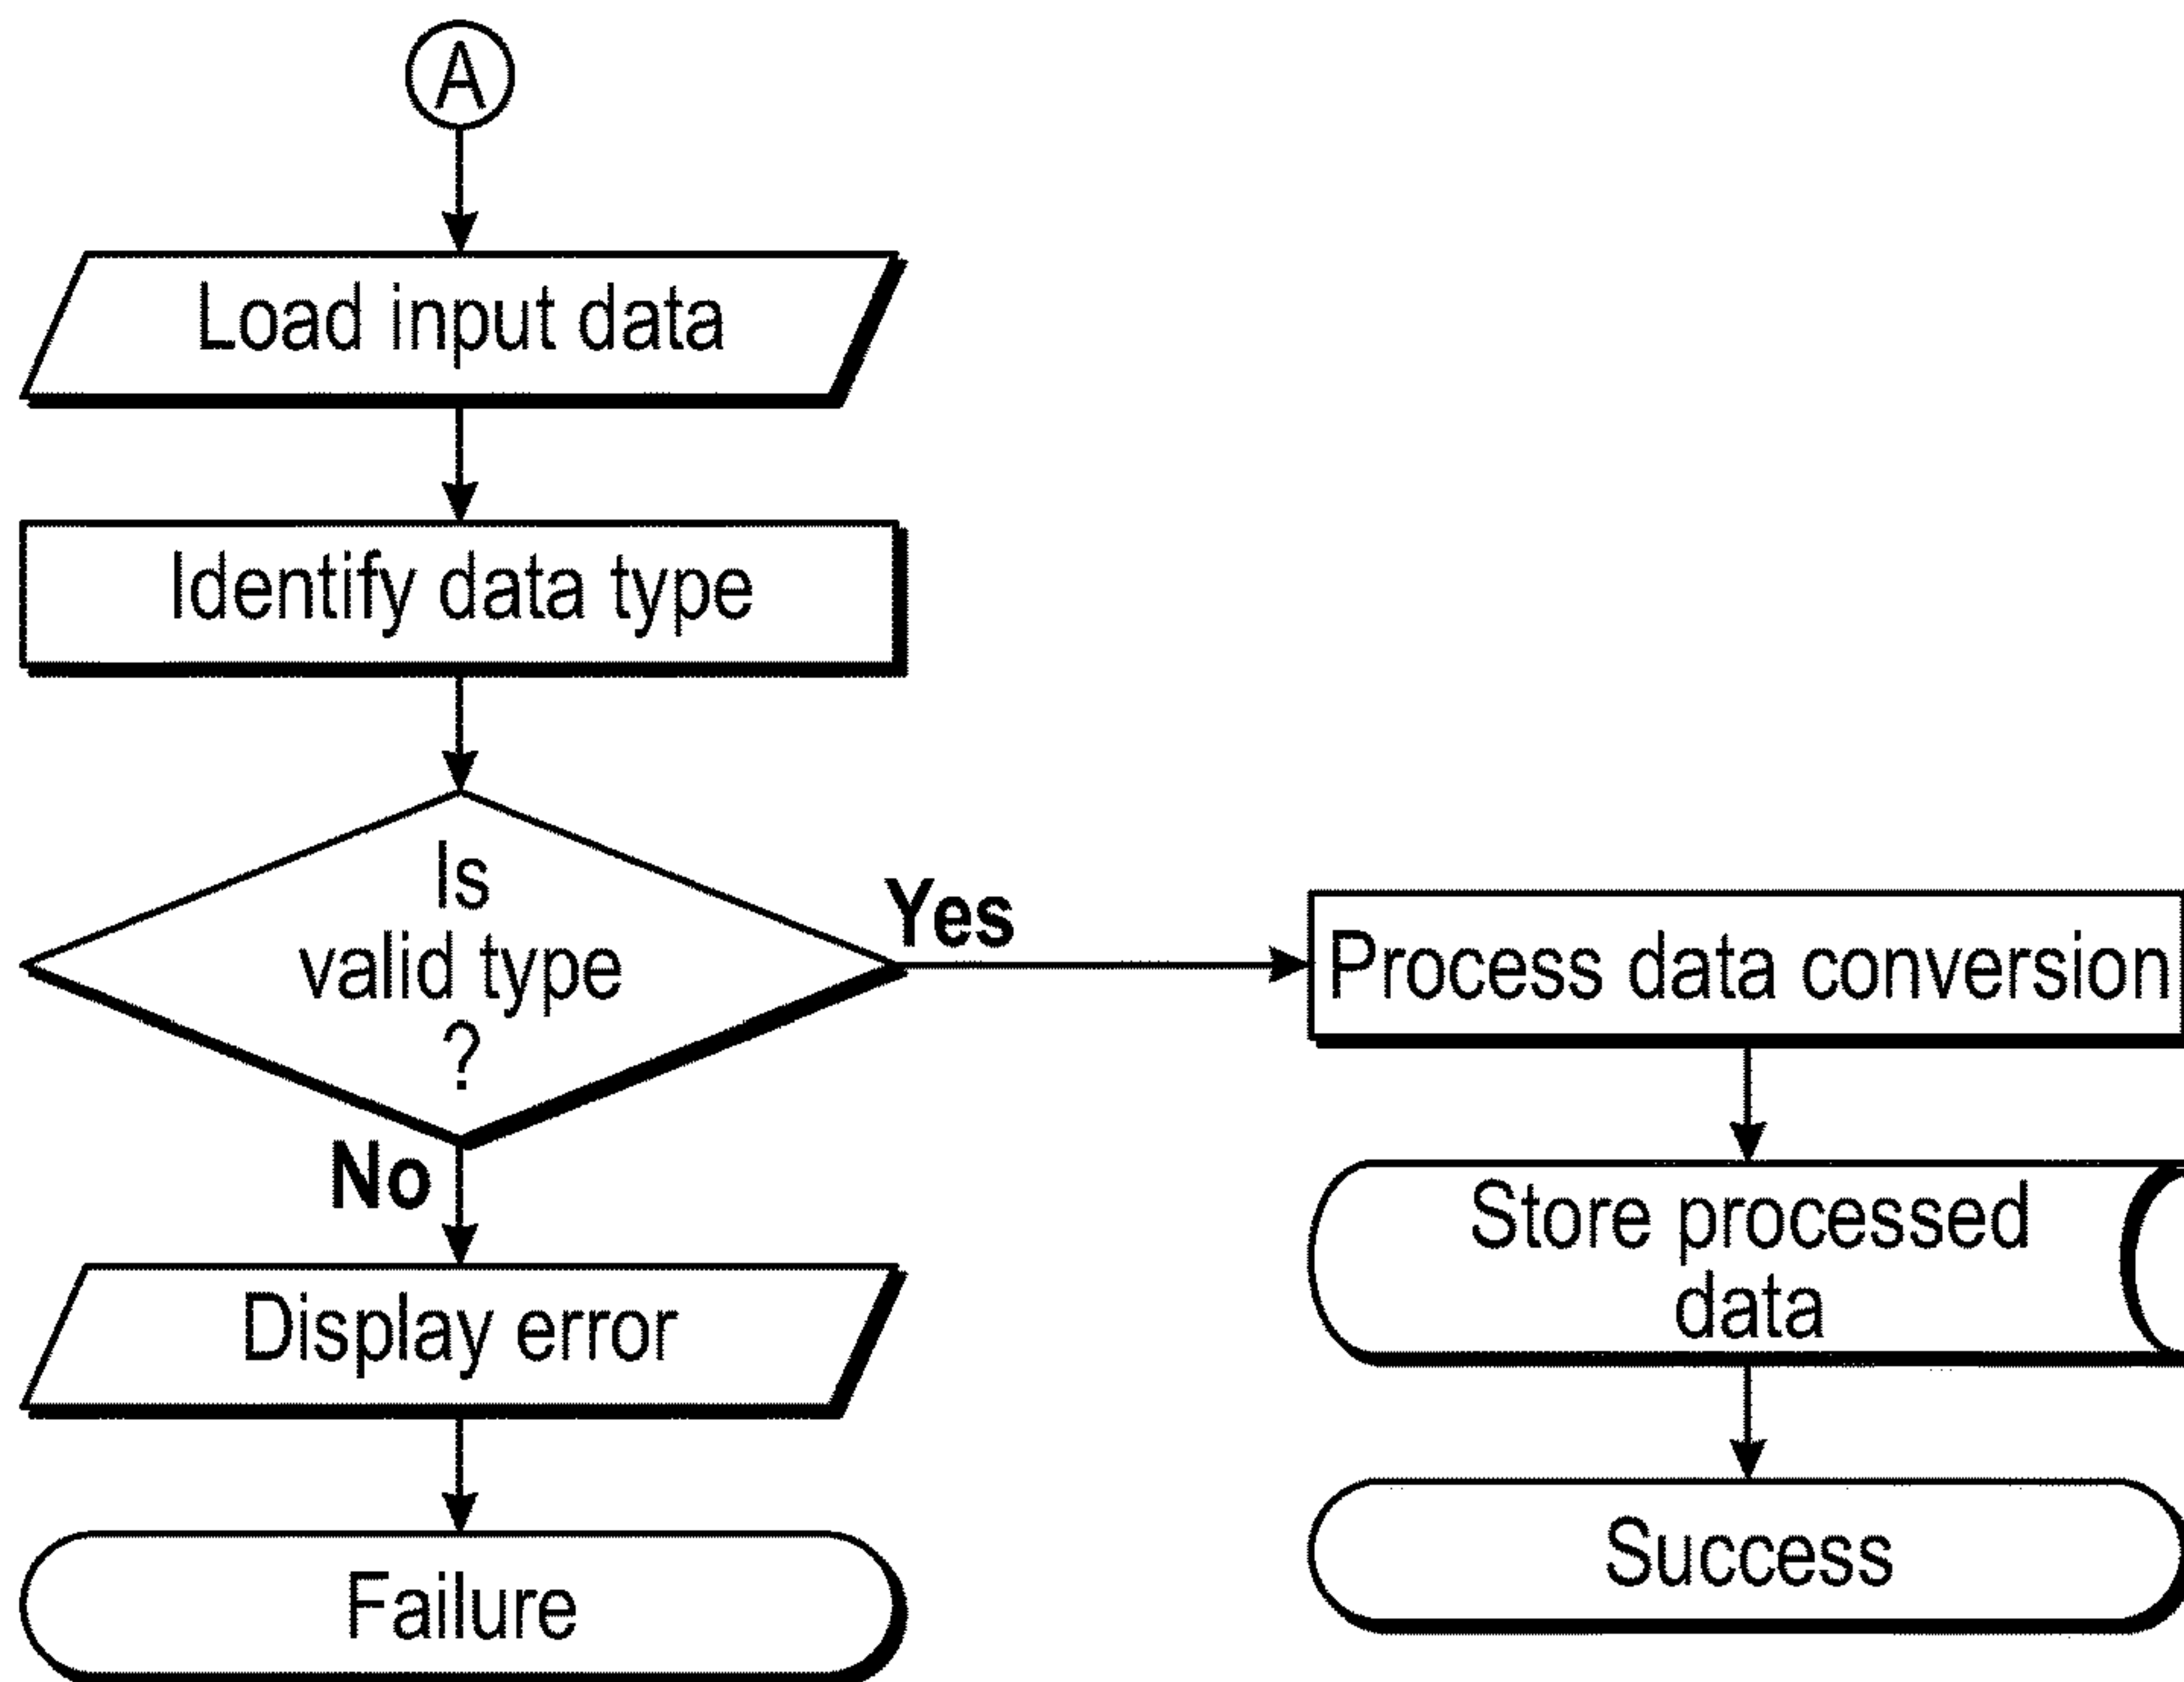 A
Load input data
Identify data type
Is
valid type
?
Yes
No
Display error
Failure
Process data conversion
Store processed
data
Success